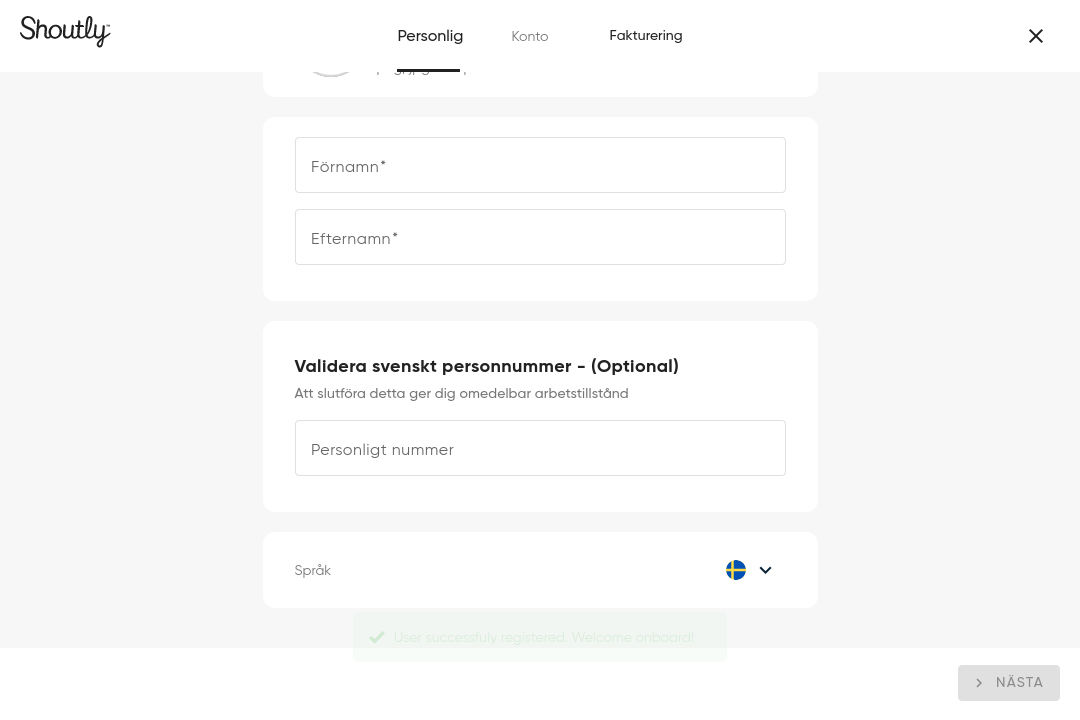 Shoutly
Personlig
Konto
Fakturering
Förnamn*
Efternamn*
Validera svenskt personnummer - (Optional)
Att slutföra detta ger dig omedelbar arbetstillstånd
Personligt nummer
Språk
User successfuly registered. Welcome onboard!
NÄSTA